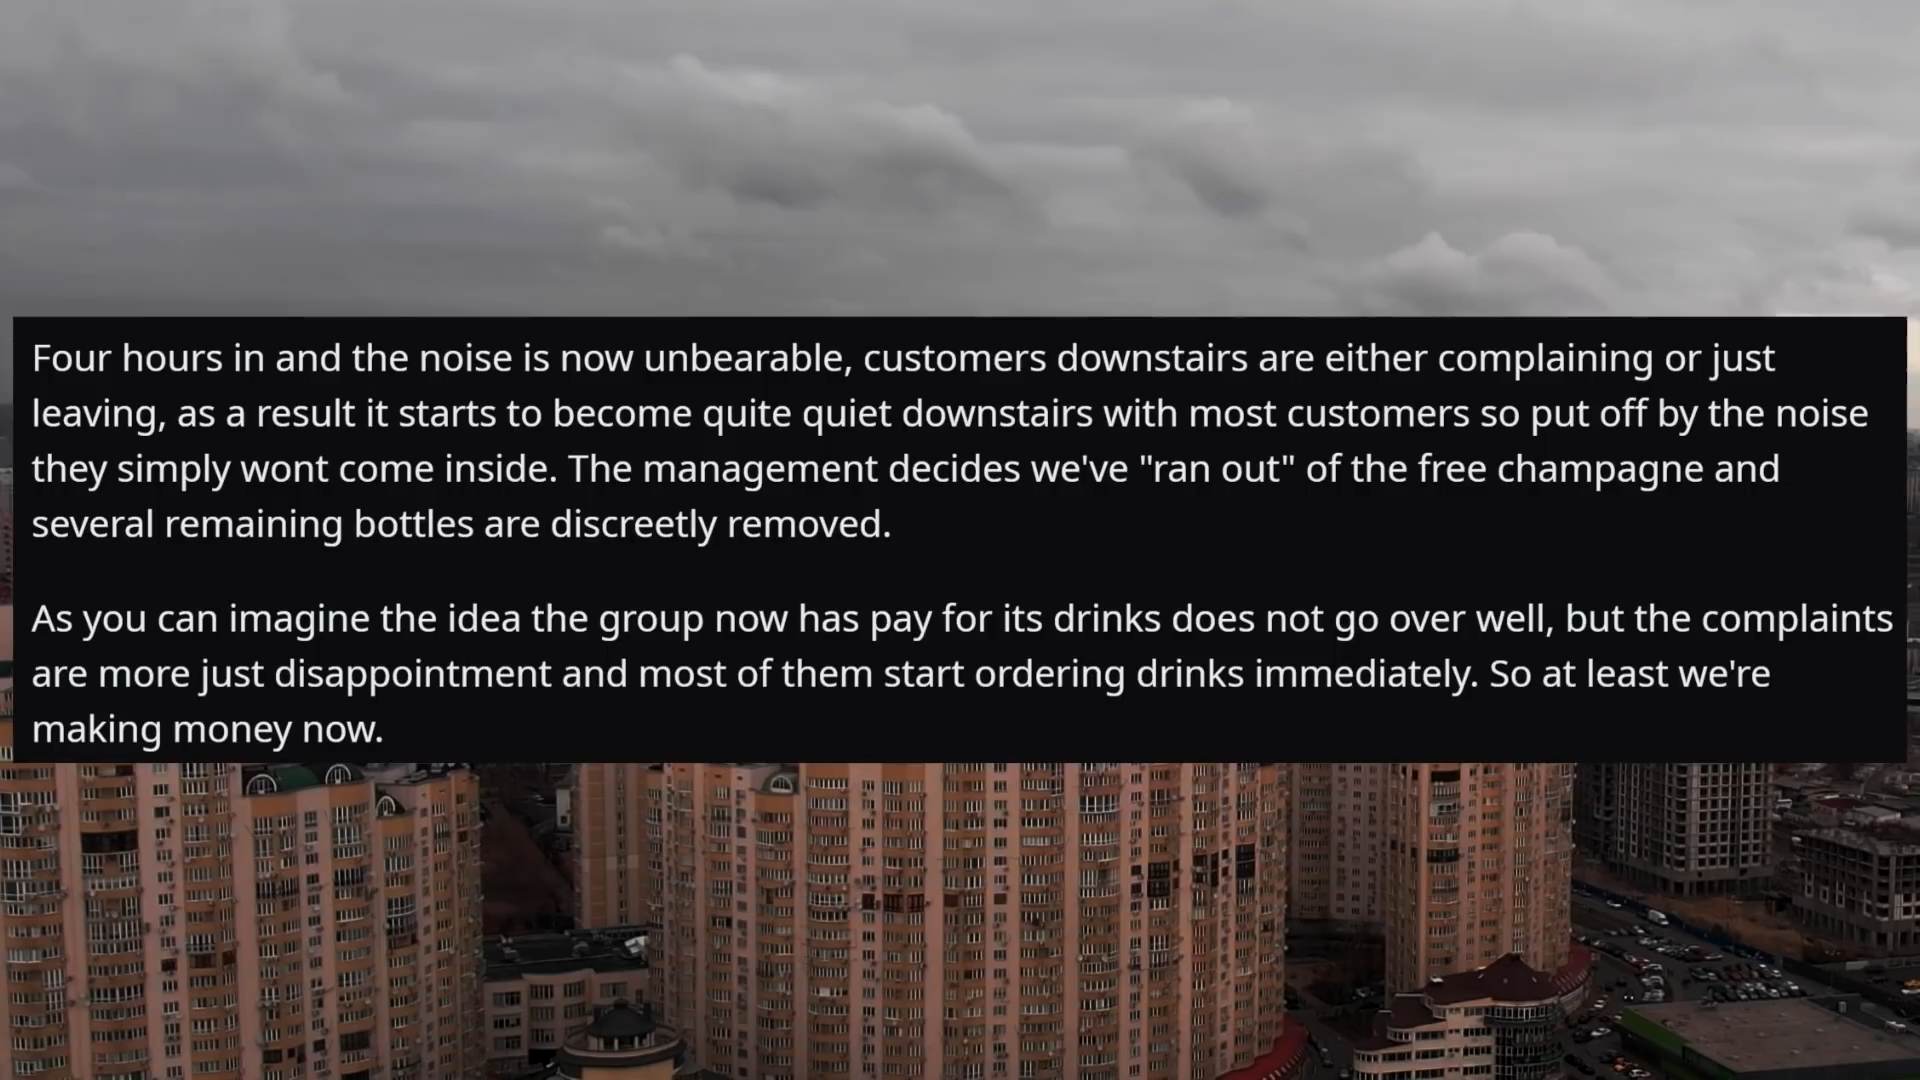 Four hours in and the noise is now unbearable, customers downstairs are either complaining or just
leaving, as a result it starts to become quite quiet downstairs with most customers so put off by the noise
they simply wont come inside. The management decides we've "ran out" of the free champagne and
several remaining bottles are discreetly removed.
As you can imagine the idea the group now has pay for its drinks does not go over well, but the complaints
are more just disappointment and most of them start ordering drinks immediately. So at least we're
making money now.